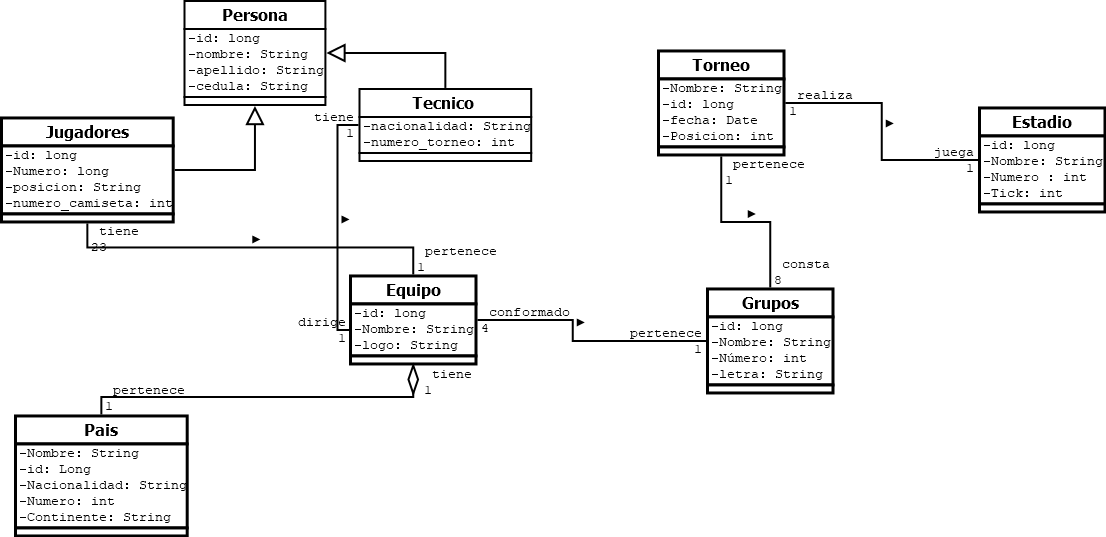 Persona
-id: long
-nombre: String
-apellido: String
-cedula: String
Tecnico
-nacionalidad: String
-numero_torneo: int
Jugadores
-id: long
-Numero: long
-posicion: String
-numero_camiseta: int
tiene
1
tiene
23
pertenece
1
dirige
1
Equipo
-id: long
-Nombre: String
-logo: String
conformado
4
tiene
1
pertenece
1
Pais
-Nombre: String
-id: Long
-Nacionalidad: String
-Numero: int
-Continente: String
Torneo
-Nombre: String
-id: long
-fecha: Date
-Posicion: int
realiza
1
juega
1
Estadio
-id: long
-Nombre: String
-Numero : int
-Tick: int
pertenece
1
consta
8
pertenece
1
Grupos
-id: long
-Nombre: String
-Número: int
-letra: String